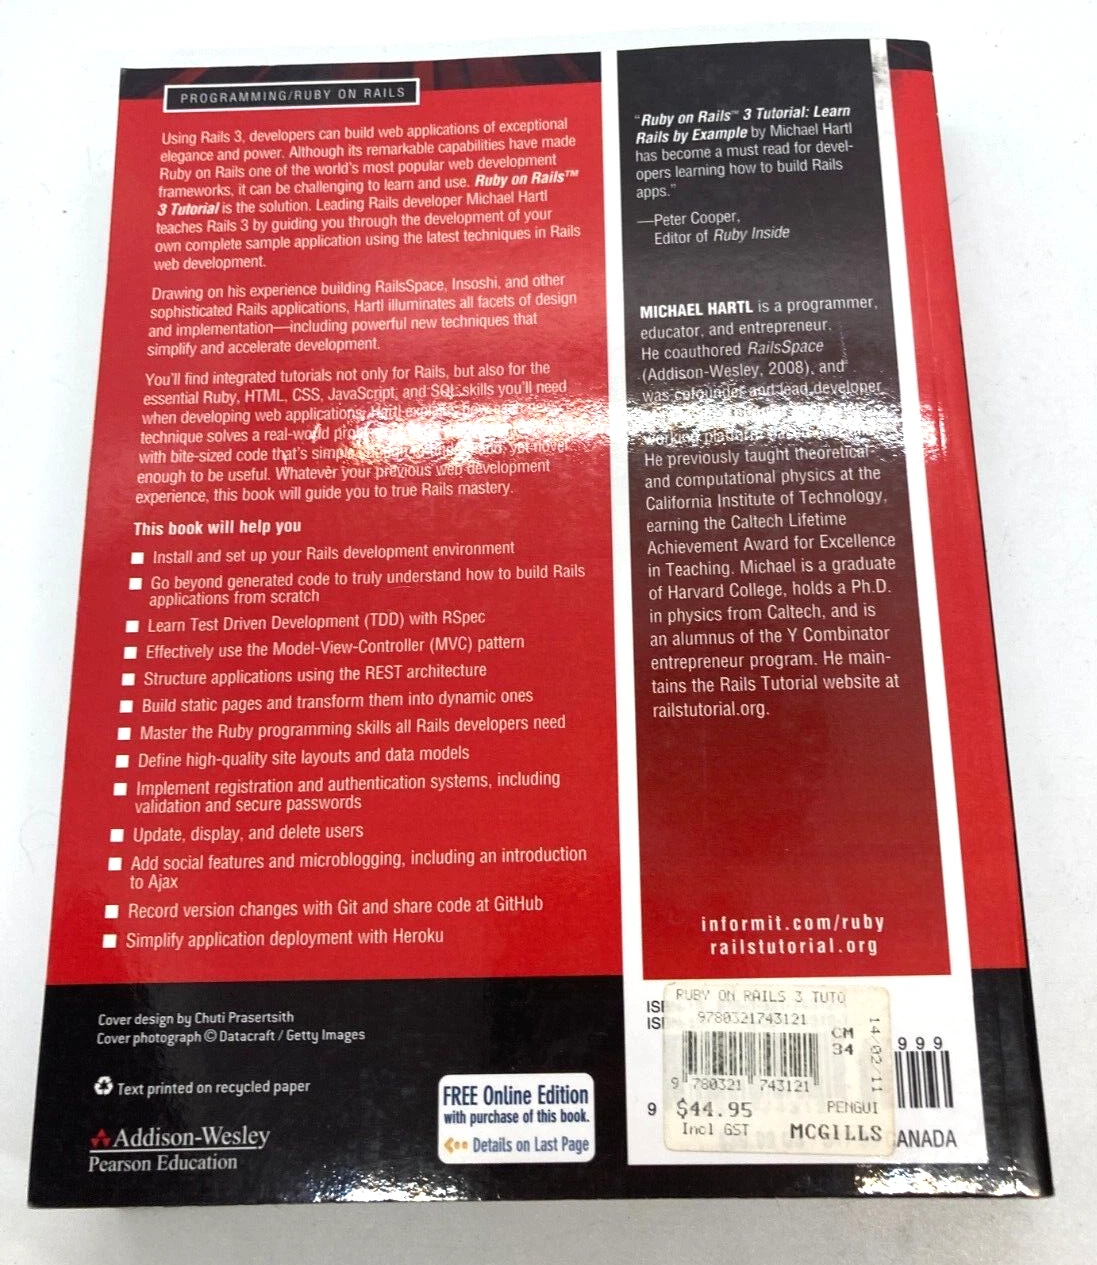 PROGRAMMING/RUBY ON RAILS
Using Rails 3, developers can build web applications of exceptional
elegance and power. Although its remarkable capabilities have made
Ruby on Rails one of the world's most popular web development
frameworks, it can be challenging to learn and use. Ruby on Rails™
3 Tutorial is the solution. Leading Rails developer Michael Hartl
teaches Rails 3 by guiding you through the development of your
own complete sample application using the latest techniques in Rails
web development.
Drawing on his experience building RailsSpace, Insoshi, and other
sophisticated Rails applications, Hartl illuminates all facets of design
and implementation—including powerful new techniques that
simplify and accelerate development.
You'll find integrated tutorials not only for Rails, but also for the
essential Ruby, HTML, CSS, JavaScript, and SQL skills you'll need
when developing web applications. Hartl explains how each new
technique solves a real-world
with bite-sized code that's simple yet novel
enough to be useful. Whatever your previous web development
experience, this book will guide you to true Rails mastery.
This book will help you
■ Install and set up your Rails development environment
■ Go beyond generated code to truly understand how to build Rails
applications from scratch
■ Learn Test Driven Development (TDD) with RSpec
■ Effectively use the Model-View-Controller (MVC) pattern
■ Structure applications using the REST architecture
■ Build static pages and transform them into dynamic ones
■ Master the Ruby programming skills all Rails developers need
■ Define high-quality site layouts and data models
■ Implement registration and authentication systems, including
validation and secure passwords
■ Update, display, and delete users
■ Add social features and microblogging, including an introduction
to Ajax
■ Record version changes with Git and share code at GitHub
■ Simplify application deployment with Heroku
Cover design by Chuti Prasertsith
Cover photograph © Datacraft / Getty Images
Text printed on recycled paper
Addison-Wesley
Pearson Education
FREE Online Edition
with purchase of this book.
Details on Last Page
"Ruby on Rails™ 3 Tutorial: Learn
Rails by Example by Michael Hartl
has become a must read for devel-
opers learning how to build Rails
apps."
—Peter Cooper,
Editor of Ruby Inside
MICHAEL HARTL is a programmer,
educator, and entrepreneur.
He coauthored RailsSpace
(Addison-Wesley, 2008), and
was cofounder and lead developer
He previously taught theoretical
and computational physics at the
California Institute of Technology,
earning the Caltech Lifetime
Achievement Award for Excellence
in Teaching. Michael is a graduate
of Harvard College, holds a Ph.D.
in physics from Caltech, and is
an alumnus of the Y Combinator
entrepreneur program. He main-
tains the Rails Tutorial website at
railstutorial.org.
informit.com/ruby
railstutorial.org
RUBY ON RAILS 3 TUTO
9780321743121
CM
34
14/02/11
9 780321 743121
$44.95
PENGUI
Incl GST
MCGILLS
9
999
ANADA